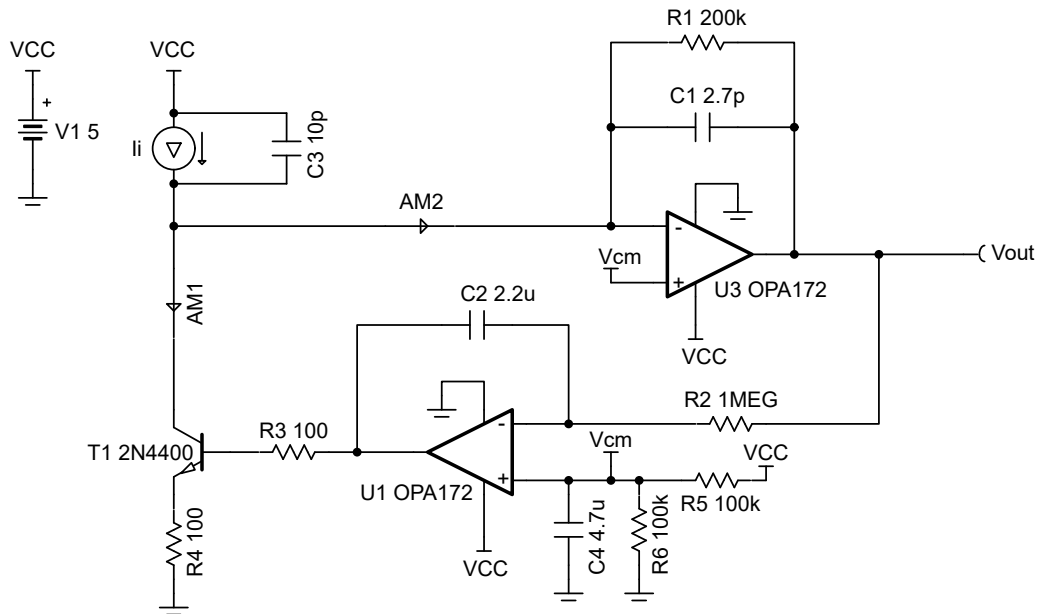 R1 200k
VCC
VCC
C1 2.7p
+
V1 5
Ii
C3 10p
AM2
-
Vcm
+
U3 OPA172
Vout
AM1
C2 2.2u
VCC
R2 1MEG
R3 100
-
Vcm
VCC
T1 2N4400
+
U1 OPA172
R5 100k
R4 100
VCC
C4 4.7u
R6 100k